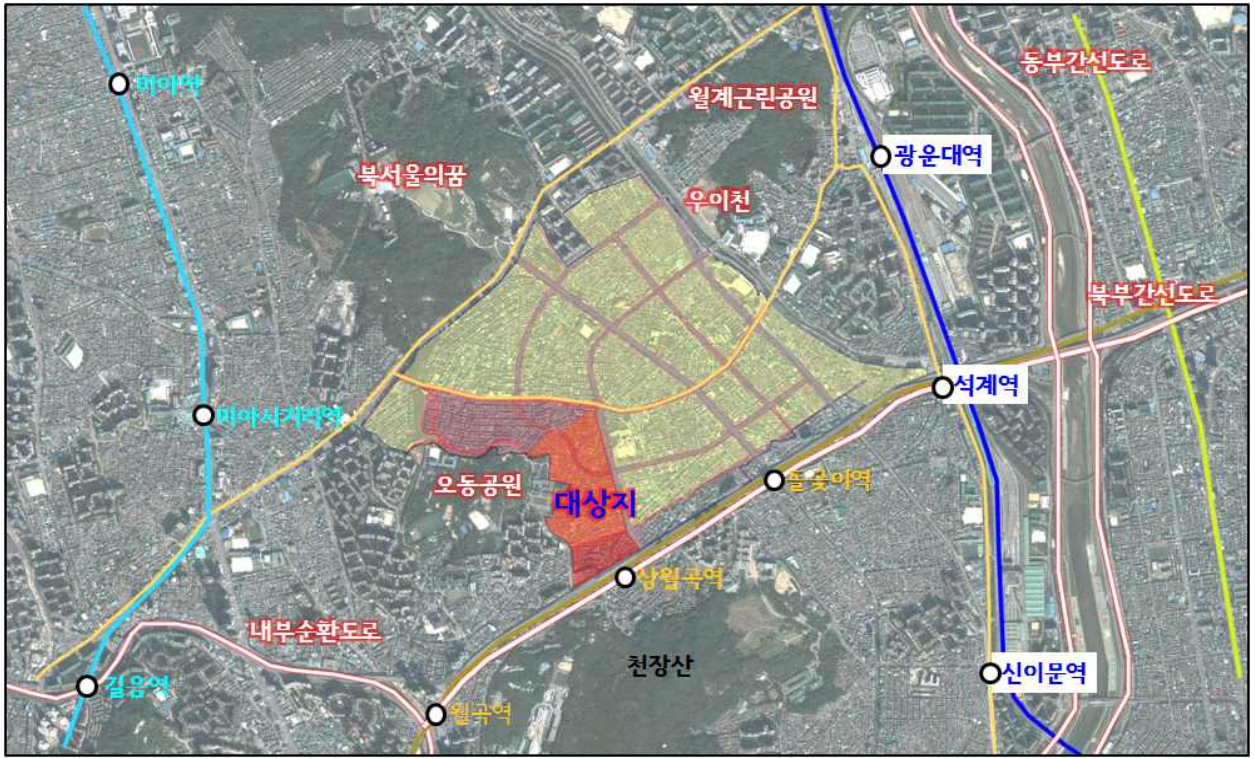 동부간선도로
미아역
월계근린공원
광운대역
북서울의꿈
우이천
북부간선도로
석계역
미아사거리역
돌곶이역
오동공원
대상지
상월곡역
내부순환도로
천장산
신이문역
길음역
월곡역